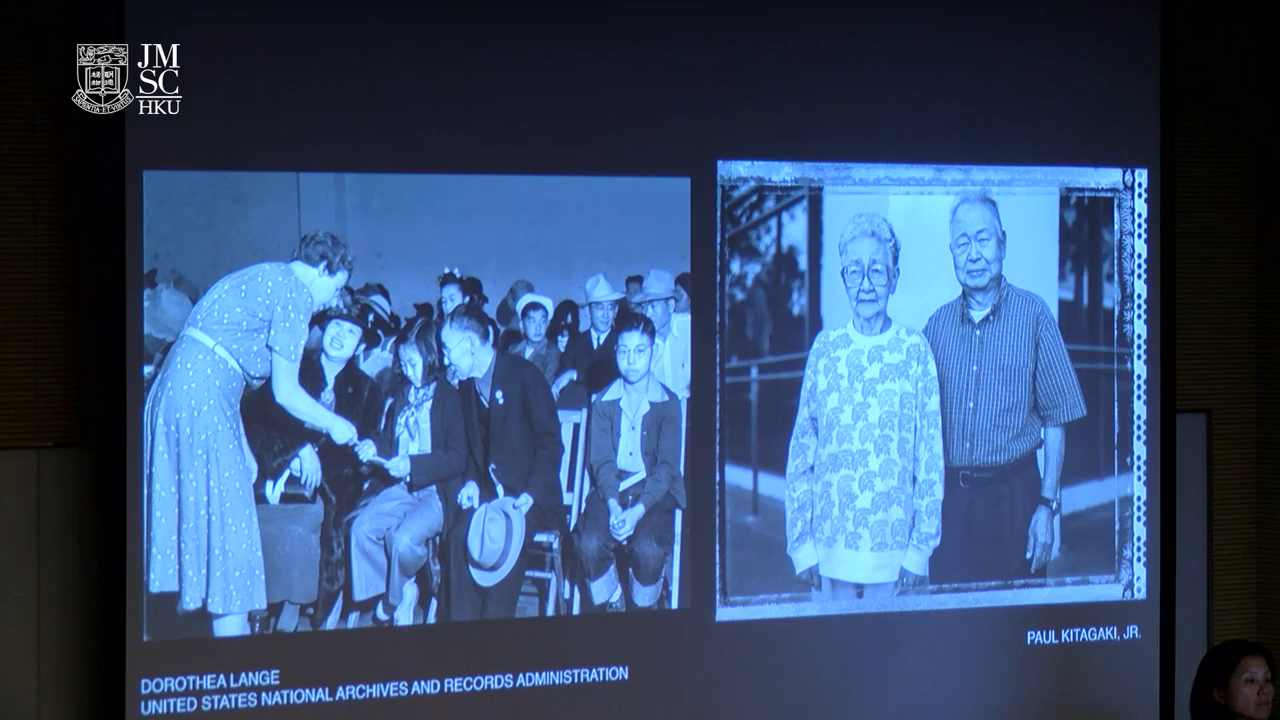 JM
SC
HKU
DOROTHEA LANGE
UNITED STATES NATIONAL ARCHIVES AND RECORDS ADMINISTRATION
PAUL KITAGAKI, JR.